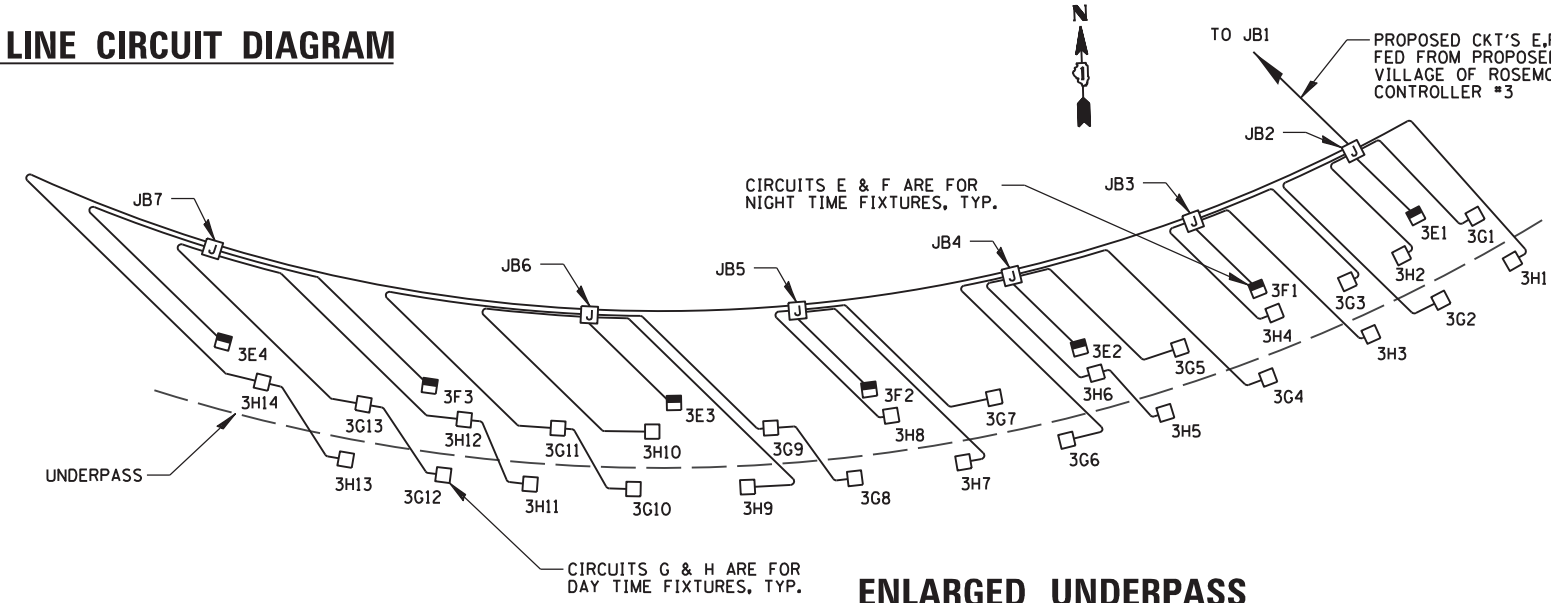 LINE CIRCUIT DIAGRAM
N
1
TO JB1
PROPOSED CKT'S E,
FED FROM PROPOSED
VILLAGE OF
CONTROLLER #3
JB2
CIRCUITS E & F ARE FOR
NIGHT TIME FIXTURES, TYP.
JB3
JB4
JB5
JB6
JB7
J
J
J
J
J
J
3E1
3G1
3H2
3H1
3F1
3G3
3G2
3H4
3H3
3E2
3G5
3G4
3H6
3H5
3G6
3F2
3G7
3H8
3H7
3E3
3G9
3G8
3H9
3H10
3G11
3G10
3F3
3H12
3H11
3E4
3G13
3G12
3H14
3H13
UNDERPASS
CIRCUITS G & H ARE FOR
DAY TIME FIXTURES, TYP.
ENLARGED UNDERPASS